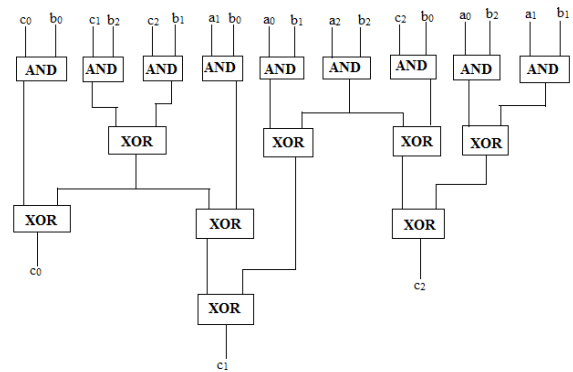 c₀ b₀ c₁ b₂ c₂ b₁ a₁ b₀ a₀ b₁ a₂ b₂ c₂ b₀ a₀ b₂ a₁ b₁
AND AND AND AND AND AND AND AND AND
XOR XOR XOR XOR
XOR XOR XOR
c₀ c₂
XOR
c₁